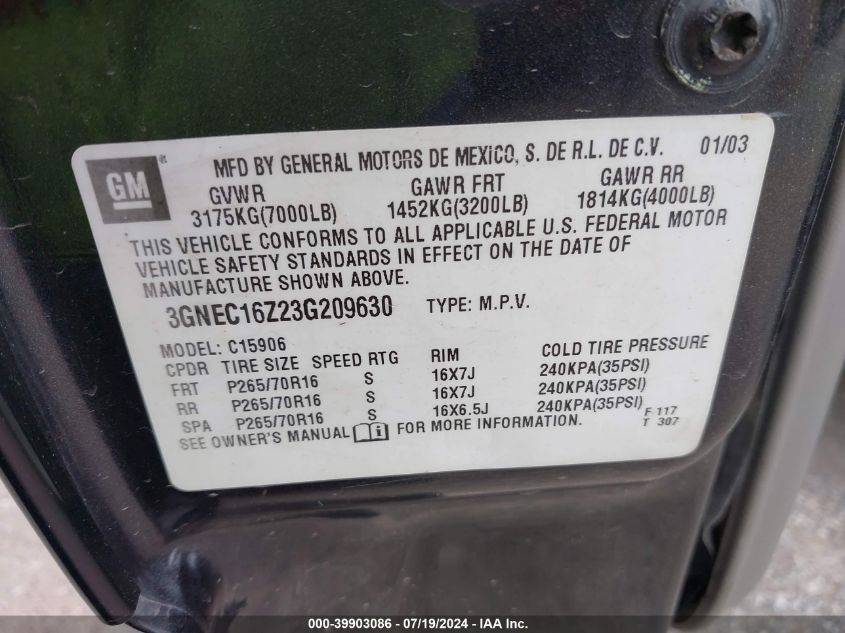 GM ®
MFD BY GENERAL MOTORS DE MEXICO, S. DE R.L. DE C.V. 01/03
GVWR GAWR FRT GAWR RR
3175KG(7000LB) 1452KG(3200LB) 1814KG(4000LB)
THIS VEHICLE CONFORMS TO ALL APPLICABLE U.S. FEDERAL MOTOR
VEHICLE SAFETY STANDARDS IN EFFECT ON THE DATE OF
MANUFACTURE SHOWN ABOVE.
3GNEC16Z23G209630 TYPE: M.P.V.
MODEL: C15906
CPDR TIRE SIZE SPEED RTG RIM COLD TIRE PRESSURE
FRT P265/70R16 S 16X7J 240KPA(35PSI)
RR P265/70R16 S 16X7J 240KPA(35PSI)
SPA P265/70R16 S 16X6.5J 240KPA(35PSI)
SEE OWNER'S MANUAL i FOR MORE INFORMATION.
F 117
T 307
000-39903086 - 07/19/2024 - IAAI Inc.